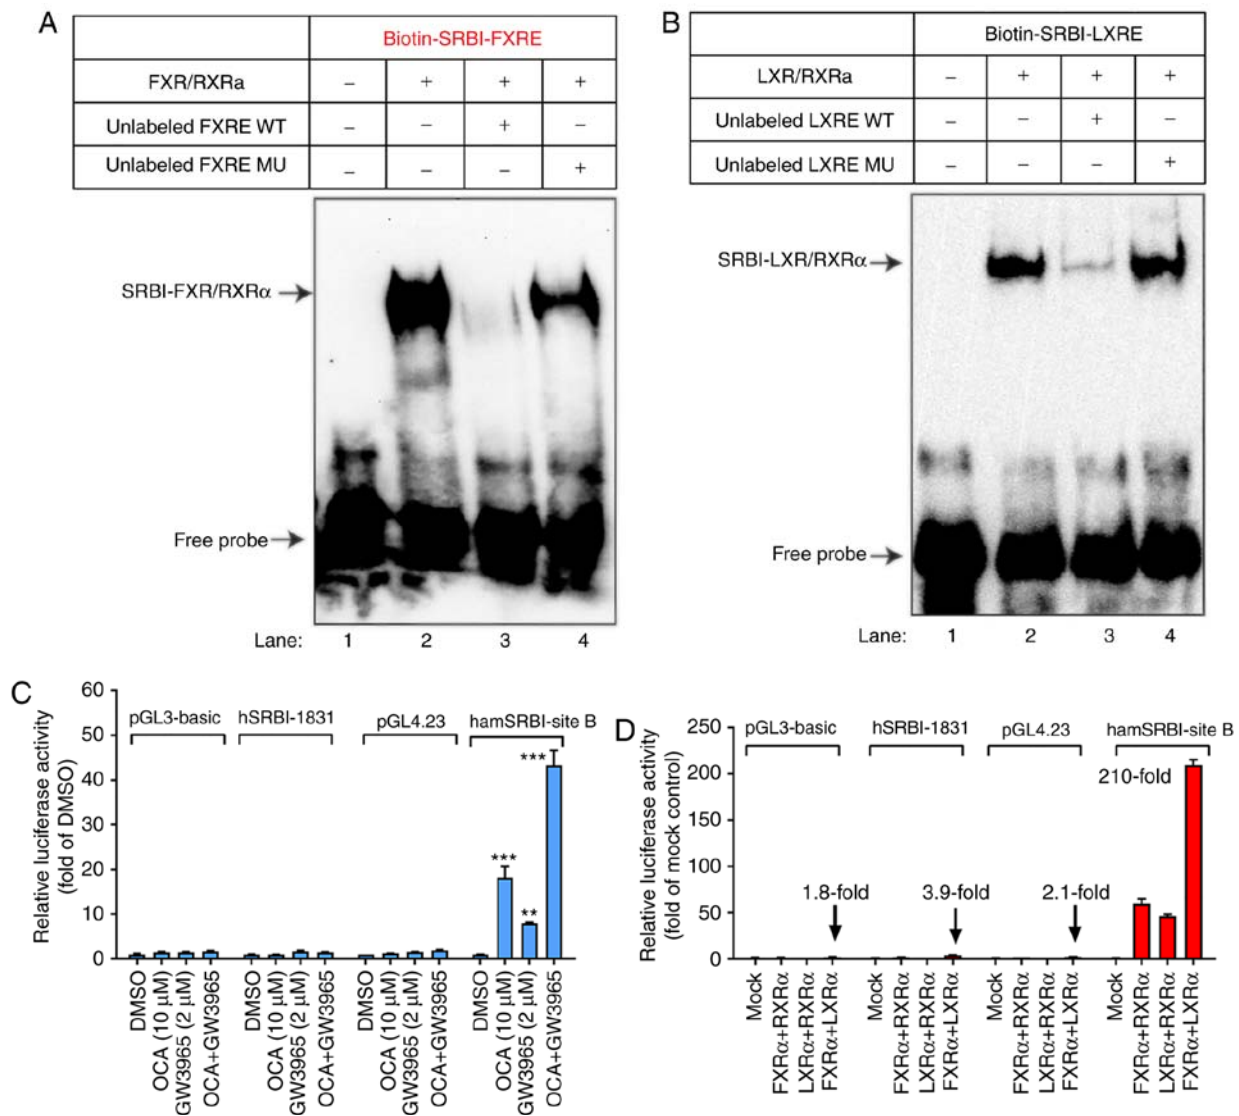 A
Biotin-SRBI-FXRE
FXR/RXRa – + + +
Unlabeled FXRE WT – – + –
Unlabeled FXRE MU – – – +
SRBI-FXR/RXRα
Free probe
Lane: 1 2 3 4
B
Biotin-SRBI-LXRE
LXR/RXRa – + + +
Unlabeled LXRE WT – – + –
Unlabeled LXRE MU – – – +
SRBI-LXR/RXRα
Free probe
Lane: 1 2 3 4
C
Relative luciferase activity
(fold of DMSO)
60
50
40
30
20
10
0
pGL3-basic hSRBI-1831 pGL4.23 hamSRBI-site B
*** ** ***
DMSO
OCA (10 µM)
GW3965 (2 µM)
OCA+GW3965
DMSO
OCA (10 µM)
GW3965 (2 µM)
OCA+GW3965
DMSO
OCA (10 µM)
GW3965 (2 µM)
OCA+GW3965
DMSO
OCA (10 µM)
GW3965 (2 µM)
OCA+GW3965
D
Relative luciferase activity
(fold of mock control)
250
200
150
100
50
0
pGL3-basic hSRBI-1831 pGL4.23 hamSRBI-site B
210-fold
1.8-fold 3.9-fold 2.1-fold
Mock
FXRα+RXRα
LXRα+RXRα
FXRα+LXRα
Mock
FXRα+RXRα
LXRα+RXRα
FXRα+LXRα
Mock
FXRα+RXRα
LXRα+RXRα
FXRα+LXRα
Mock
FXRα+RXRα
LXRα+RXRα
FXRα+LXRα